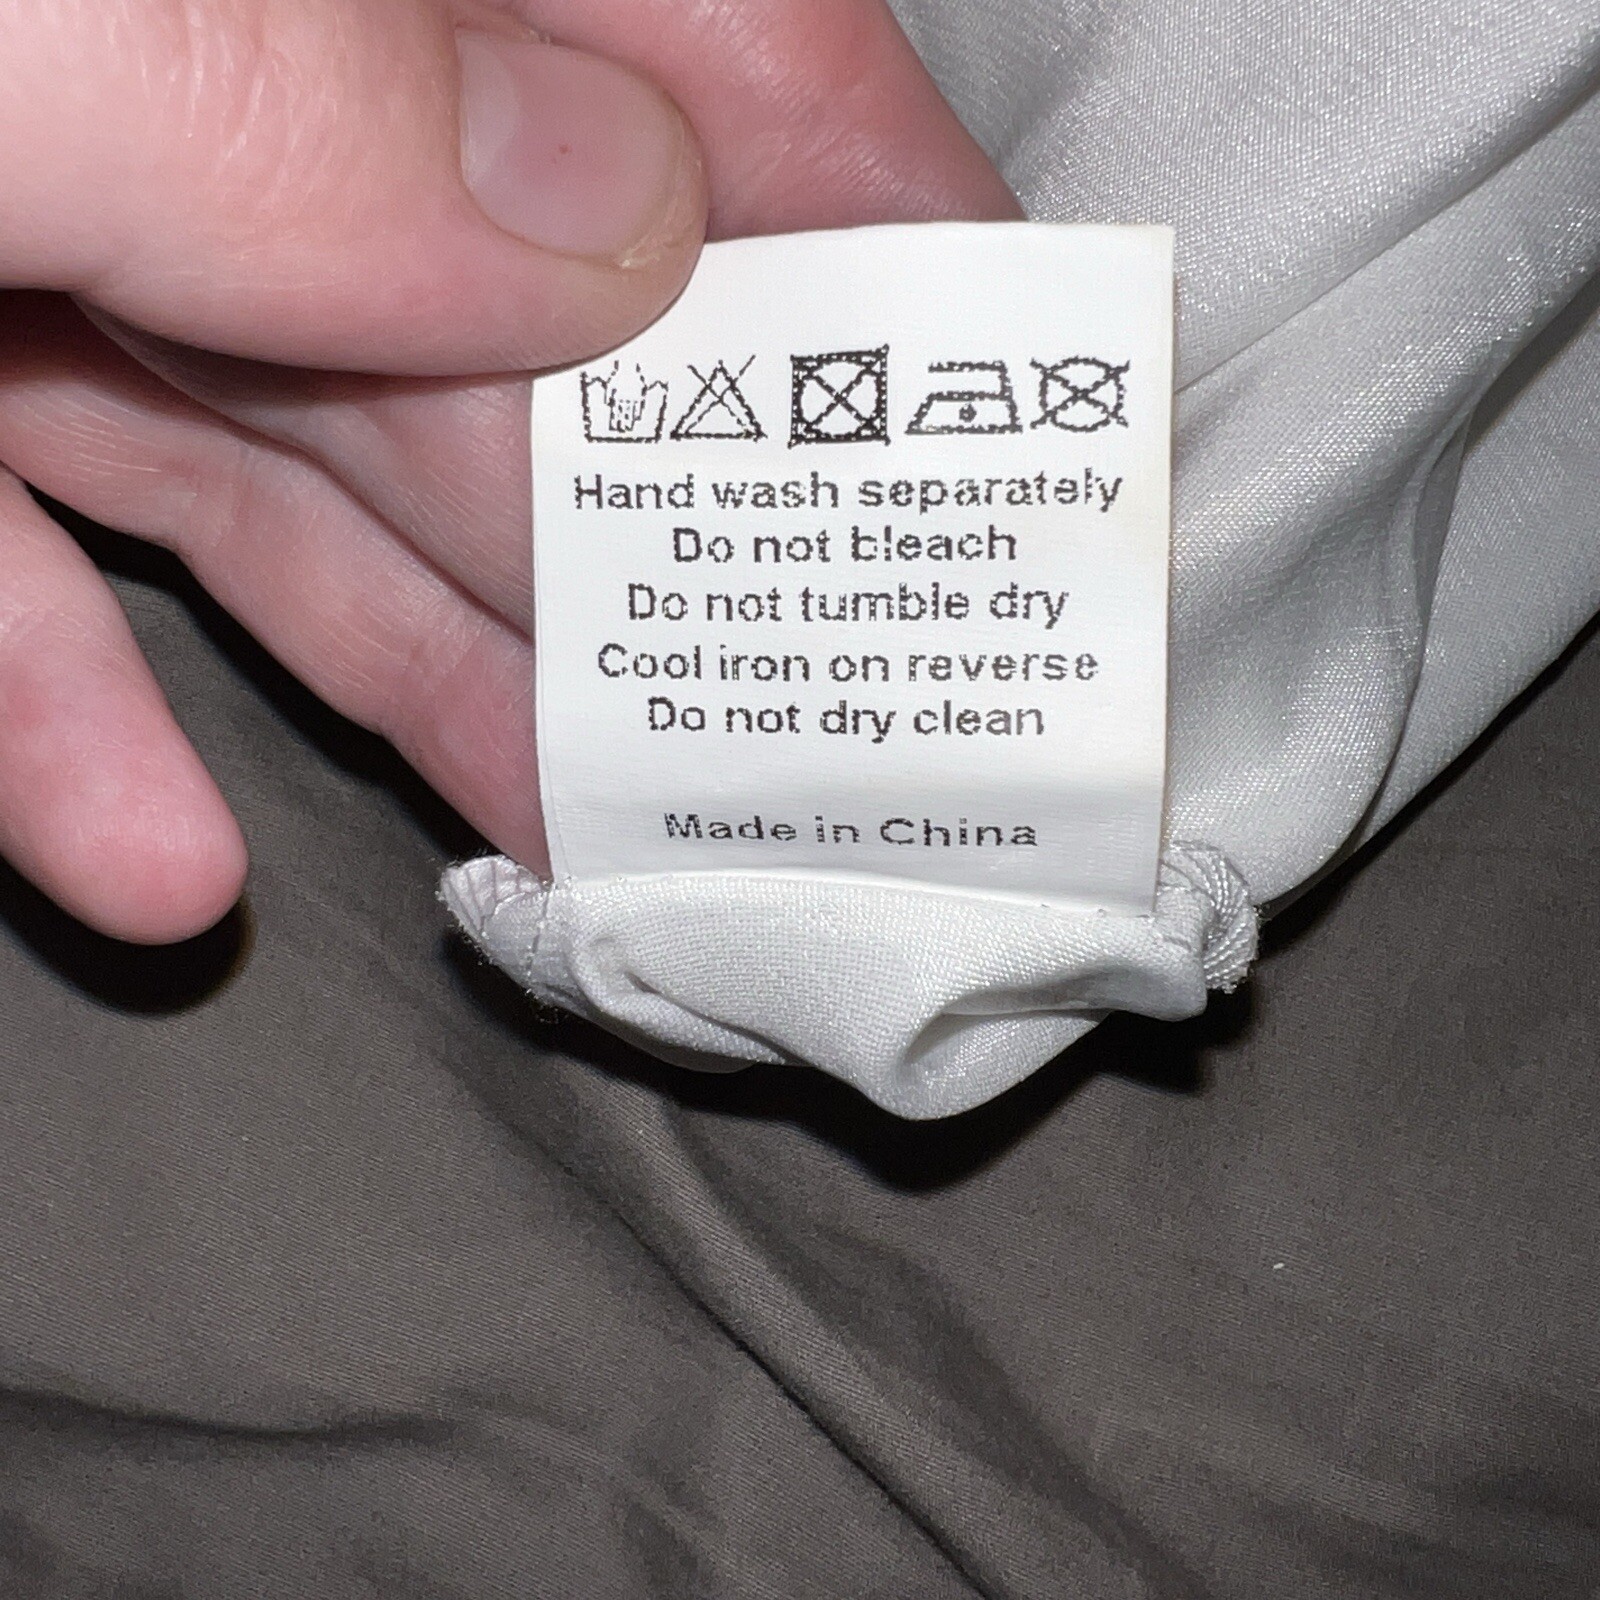 Hand wash separately
Do not bleach
Do not tumble dry
Cool iron on reverse
Do not dry clean
Made in China